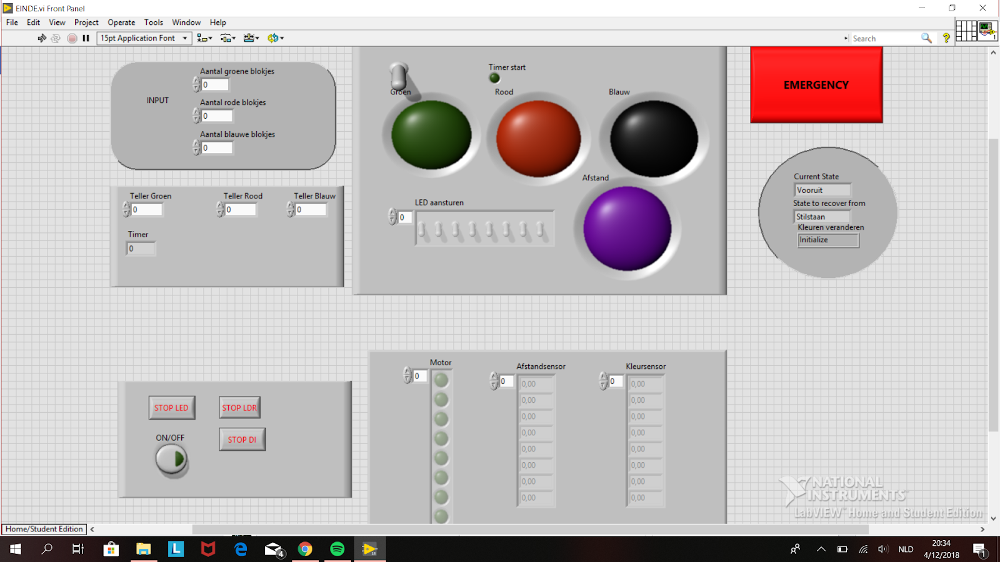 EINDE.vi Front Panel
File Edit View Project Operate Tools Window Help
15pt Application Font
Search
?
1
INPUT
Aantal groene blokjes
0
Aantal rode blokjes
0
Aantal blauwe blokjes
0
Timer start
Groen
Rood
Blauw
Afstand
LED aansturen
0
EMERGENCY
Teller Groen
0
Teller Rood
0
Teller Blauw
0
Timer
0
Current State
Vooruit
State to recover from
Stilstaan
Kleuren veranderen
Initialize
STOP LED
STOP LDR
ON/OFF
STOP DI
Motor
0
Afstandsensor
0
0,00
0,00
0,00
0,00
0,00
0,00
0,00
0,00
Kleursensor
0
0,00
0,00
0,00
0,00
0,00
0,00
0,00
0,00
NATIONAL
INSTRUMENTS™
LabVIEW™ Home and Student Edition
Home/Student Edition
L
4
18
NLD
20:34
4/12/2018
1